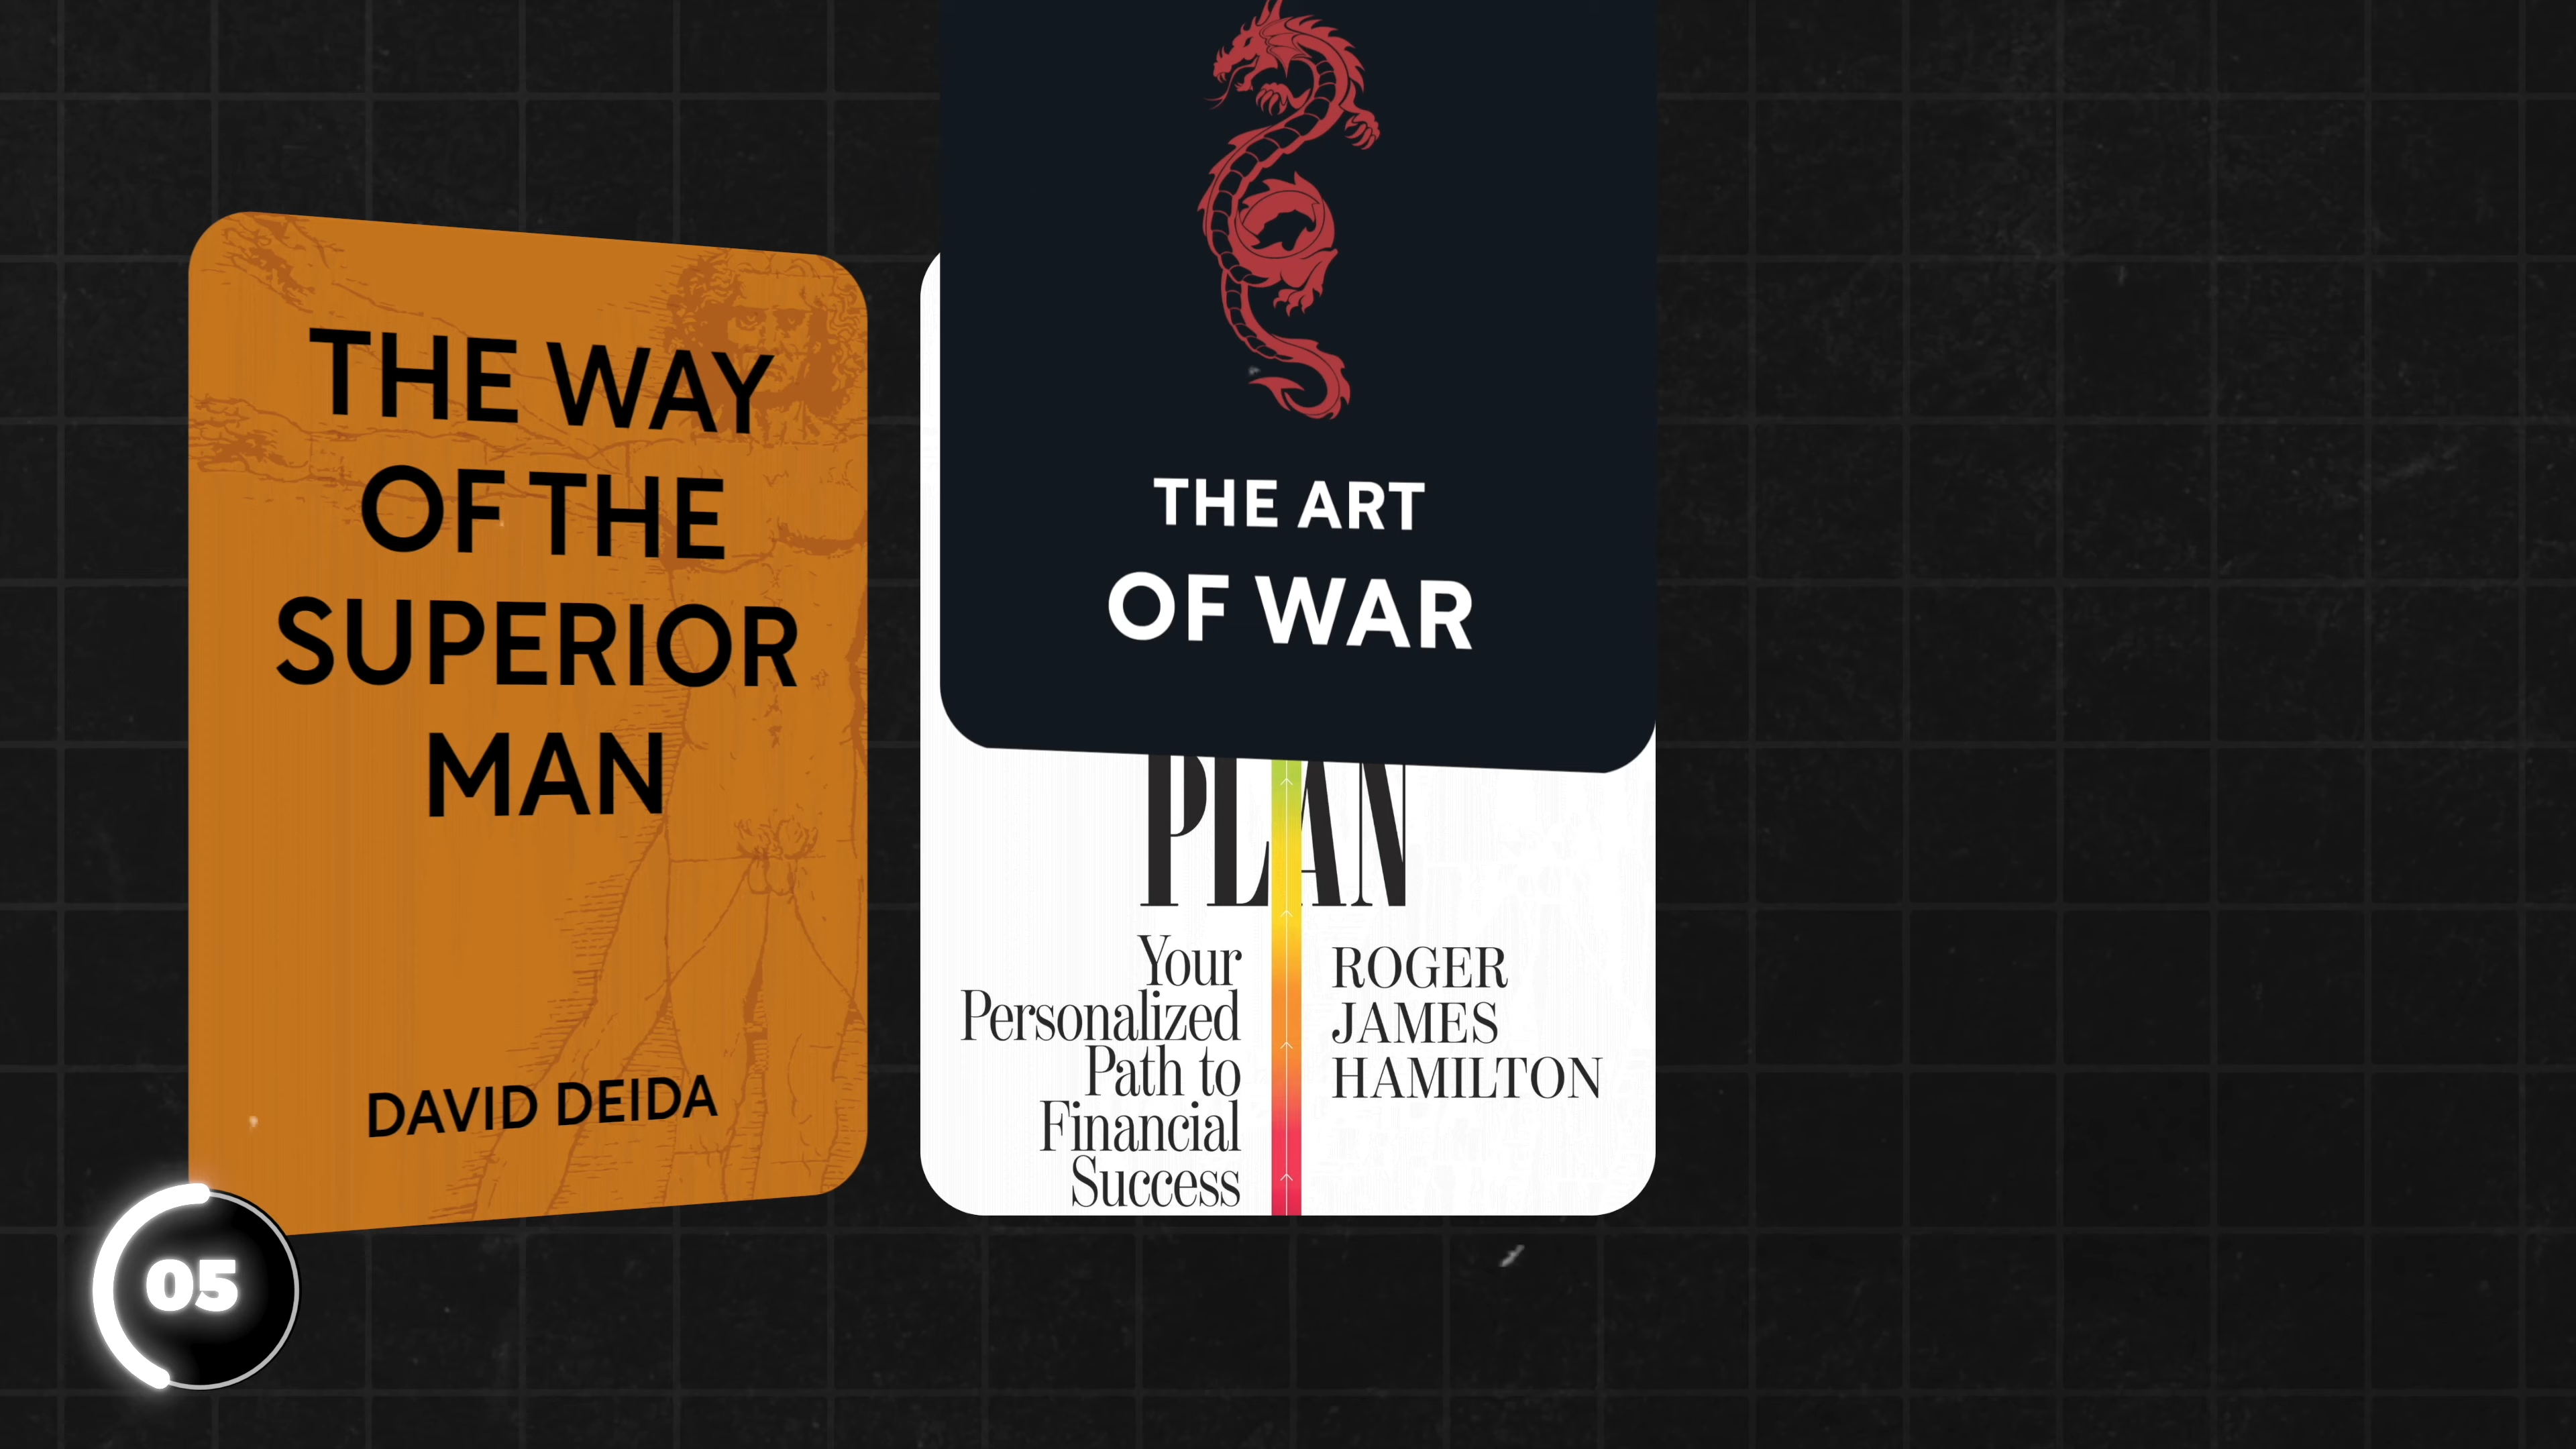 THE WAY
OF THE
SUPERIOR
MAN
DAVID DEIDA
THE ART
OF WAR
PLAN
Your
Personalized
Path to
Financial
Success
ROGER
JAMES
HAMILTON
05